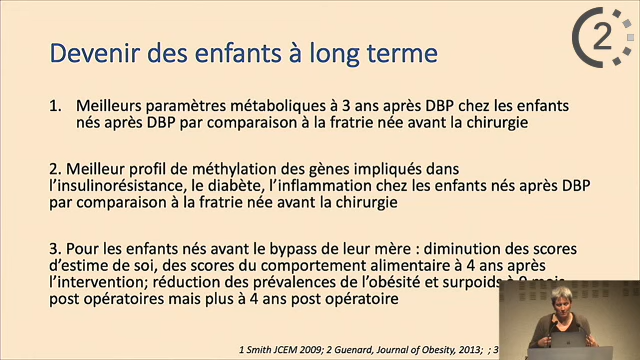 2
Devenir des enfants à long terme
1. Meilleurs paramètres métaboliques à 3 ans après DBP chez les enfants
nés après DBP par comparaison à la fratrie née avant la chirurgie
2. Meilleur profil de méthylation des gènes impliqués dans
l’insulinorésistance, le diabète, l’inflammation chez les enfants nés après DBP
par comparaison à la fratrie née avant la chirurgie
3. Pour les enfants nés avant le bypass de leur mère : diminution des scores
d’estime de soi, des scores du comportement alimentaire à 4 ans après
l’intervention; réduction des prévalences de l’obésité et surpoids à
post opératoires mais plus à 4 ans post opératoire
1 Smith JCEM 2009; 2 Guenard, Journal of Obesity, 2013; ; 3